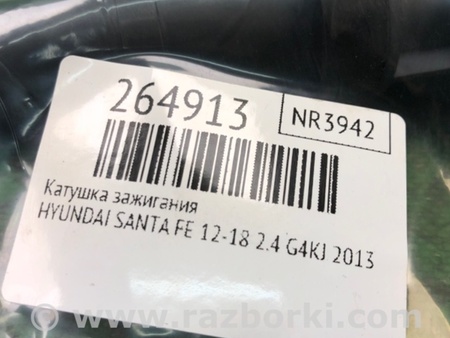 264913
NR3942
Катушка зажигания
HYUNDAI SANTA FE 12-18 2.4 G4KJ 2013
www.razborki.com